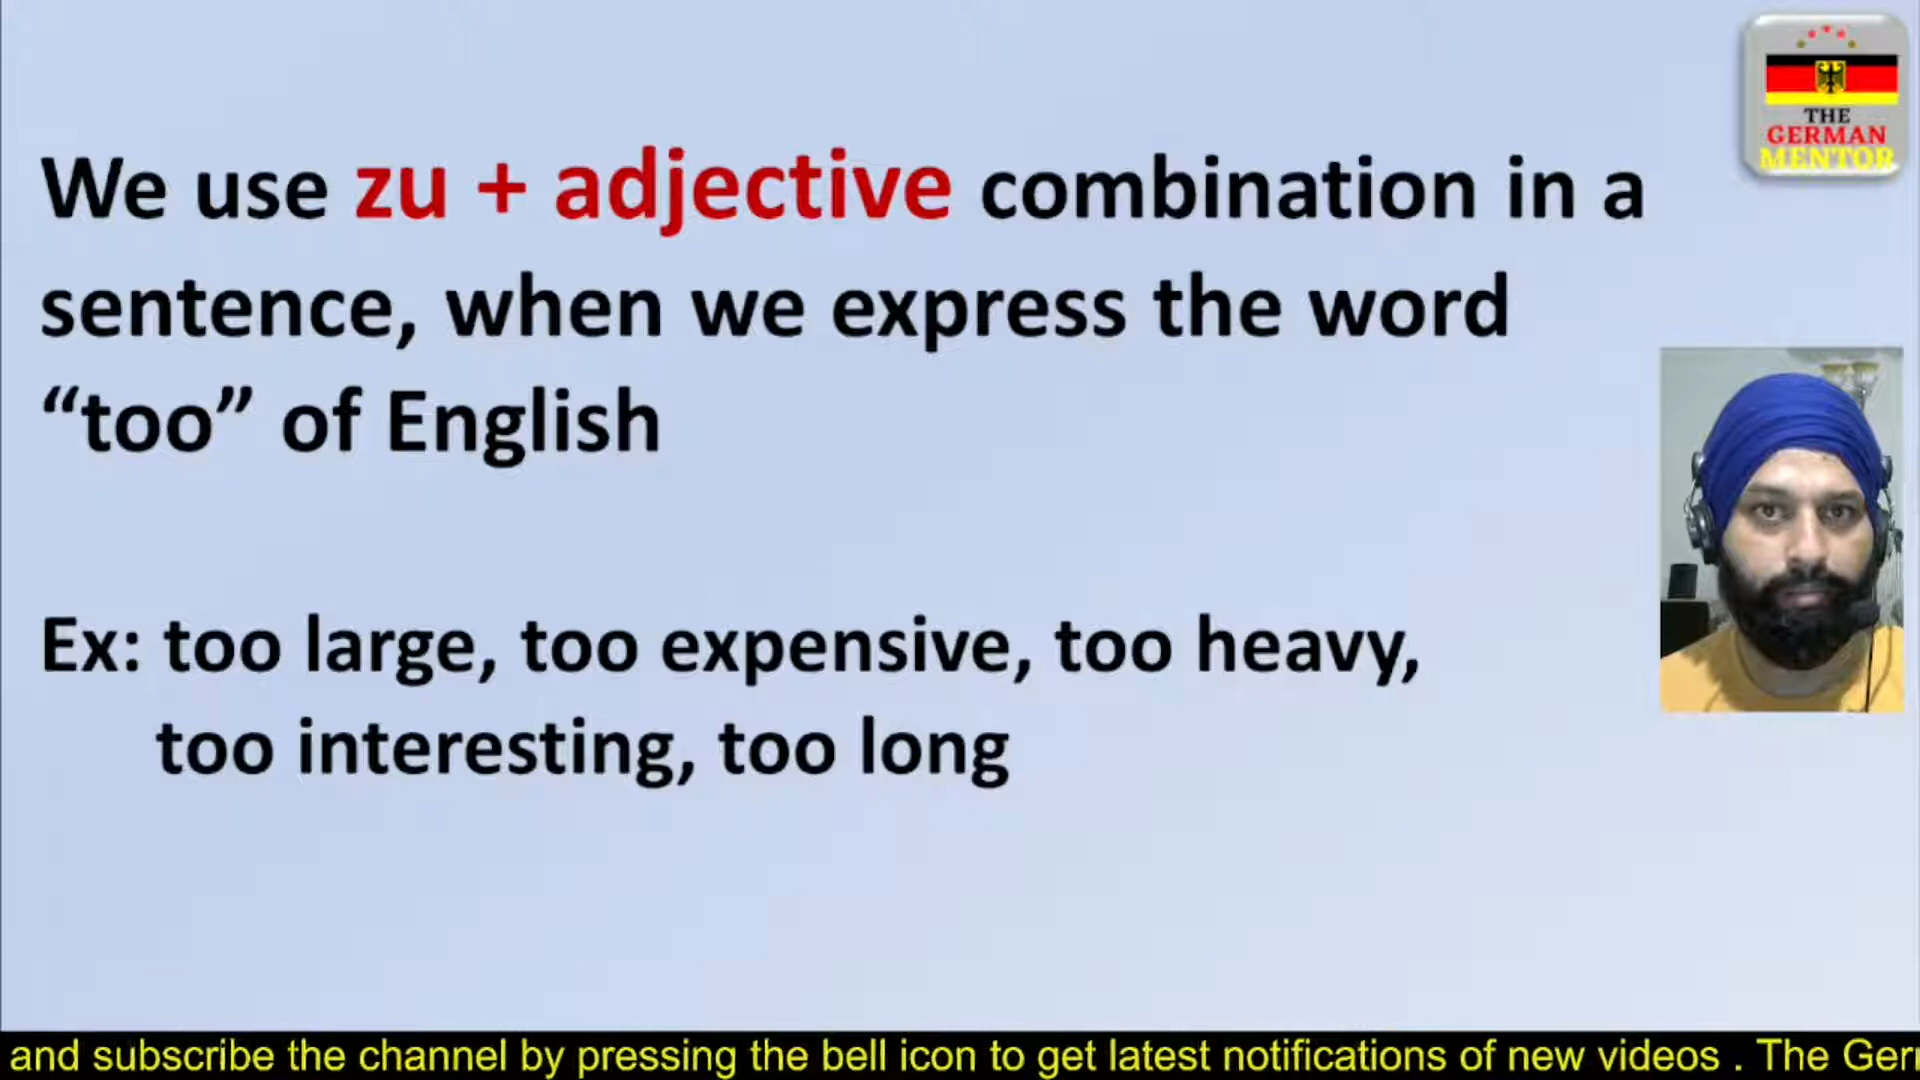 THE
GERMAN
MENTOR
We use zu + adjective combination in a
sentence, when we express the word
“too” of English
Ex: too large, too expensive, too heavy,
too interesting, too long
and subscribe the channel by pressing the bell icon to get latest notifications of new videos . The